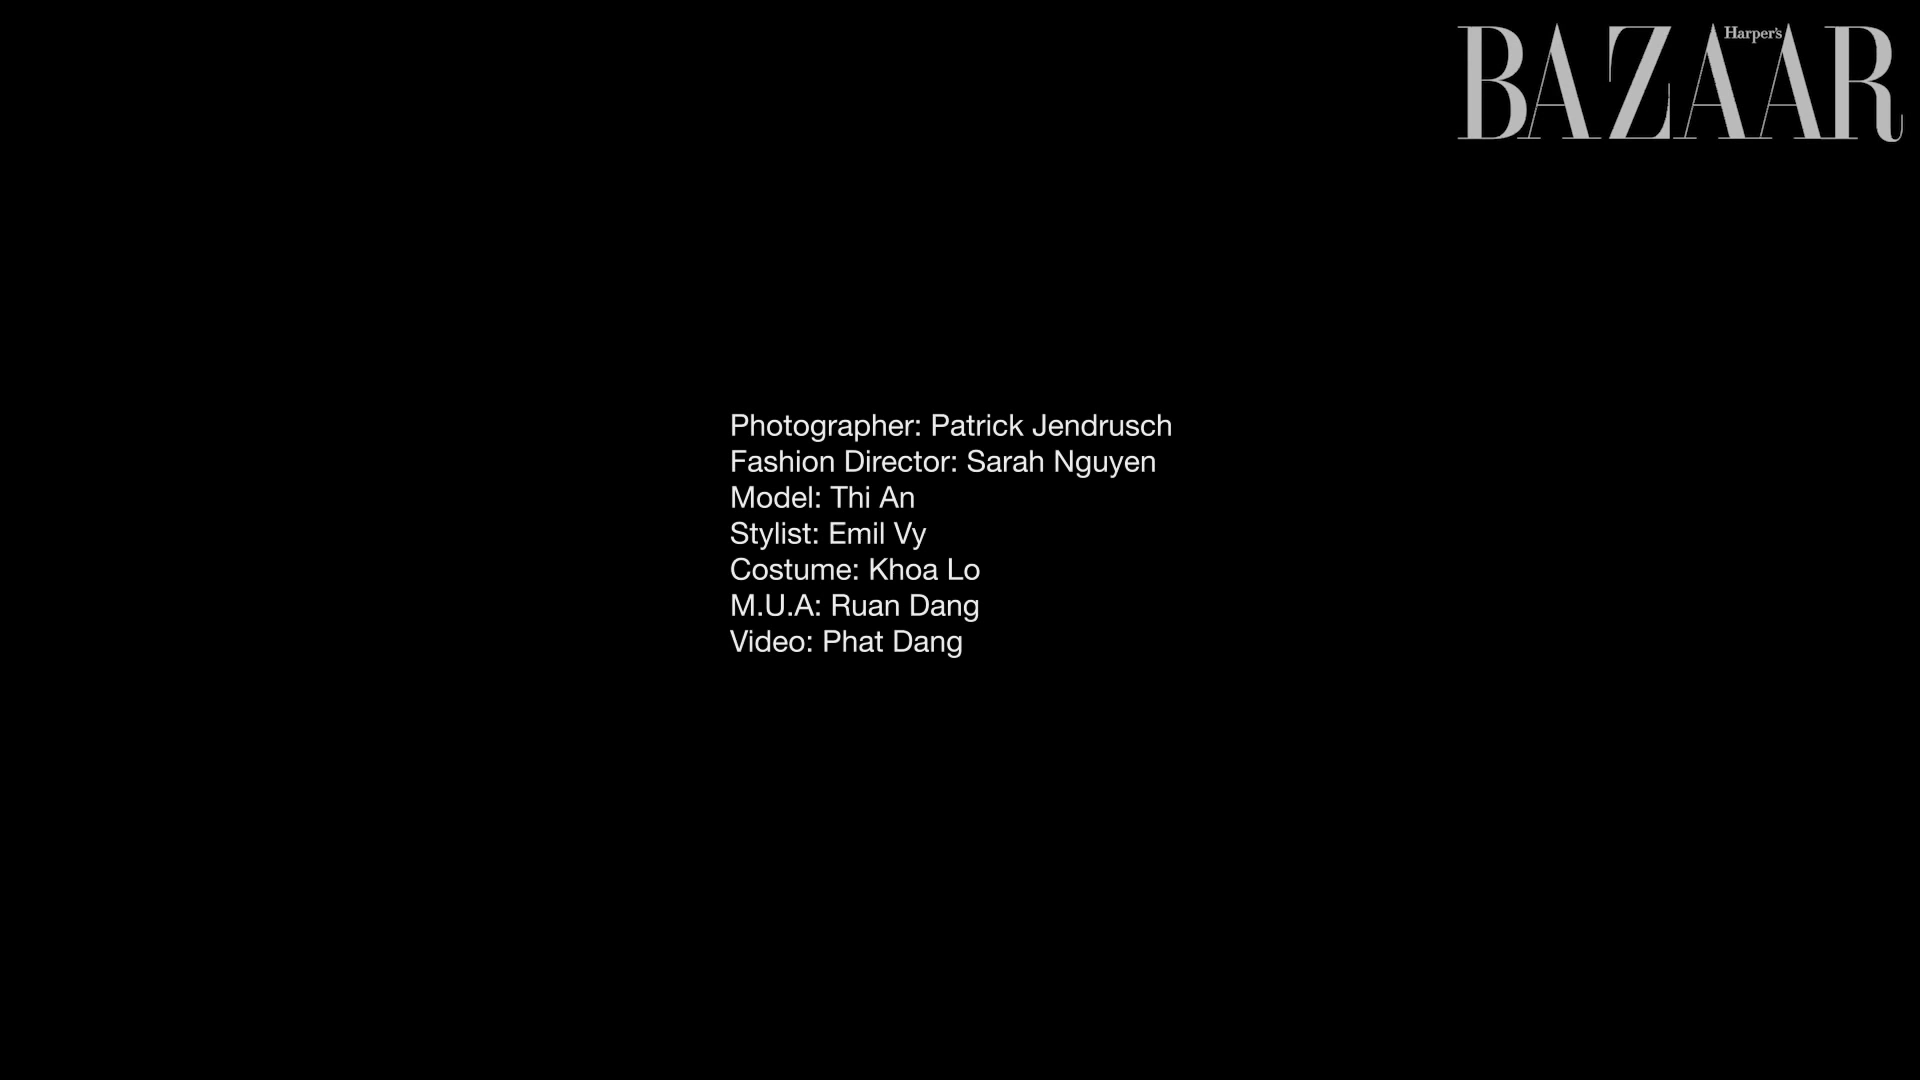 Harper's
BAZAAR
Photographer: Patrick Jendrusch
Fashion Director: Sarah Nguyen
Model: Thi An
Stylist: Emil Vy
Costume: Khoa Lo
M.U.A: Ruan Dang
Video: Phat Dang